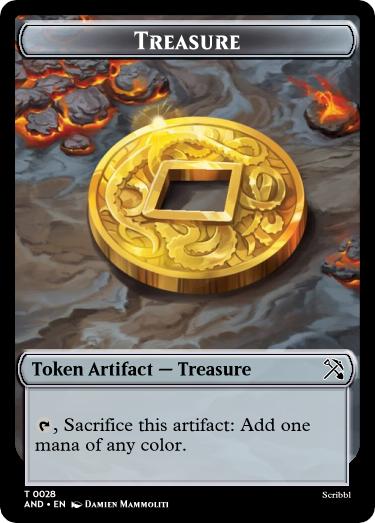 Treasure
Token Artifact — Treasure
, Sacrifice this artifact: Add one
mana of any color.
T 0028
AND • EN Damien Mammoliti
Scribbl